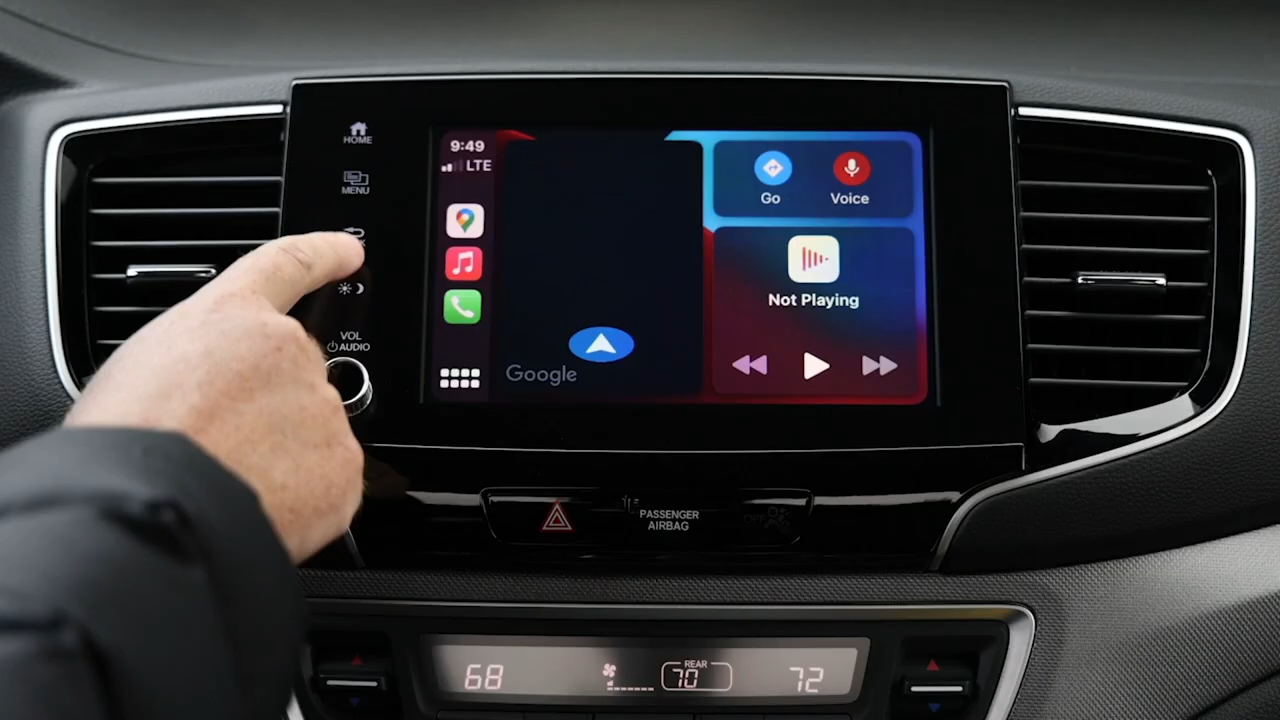 HOME
MENU
VOL
AUDIO
9:49
LTE
Google
Go
Voice
Not Playing
PASSENGER
AIRBAG
OFF
68
REAR
70
72